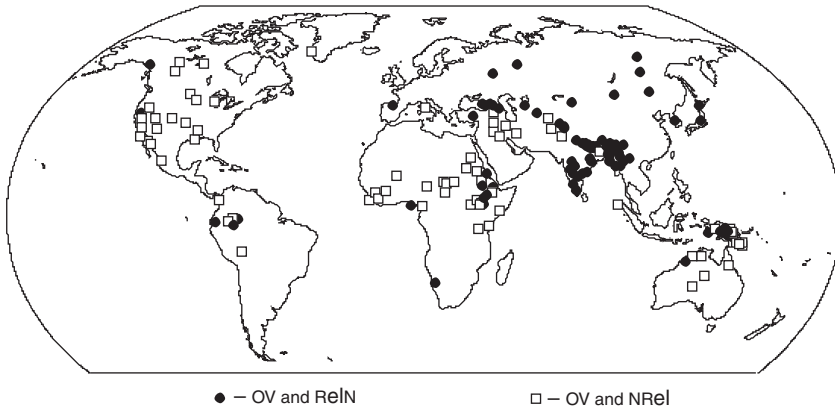 ● – OV and RelN □ – OV and NRel